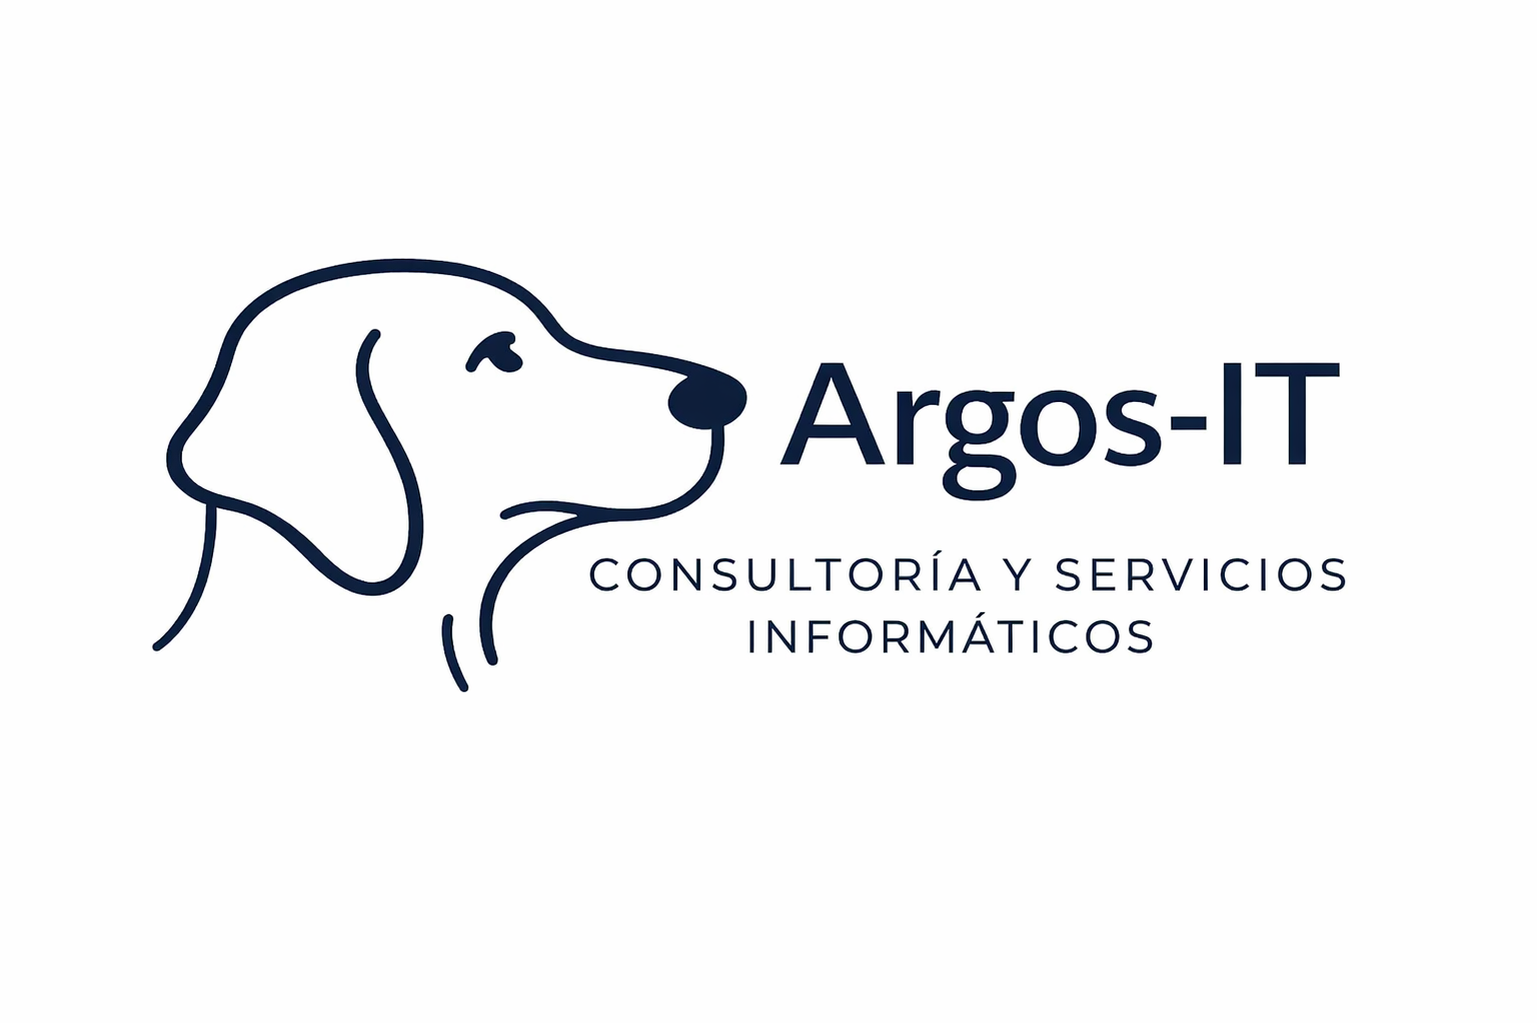 Argos-IT
CONSULTORÍA Y SERVICIOS
INFORMÁTICOS